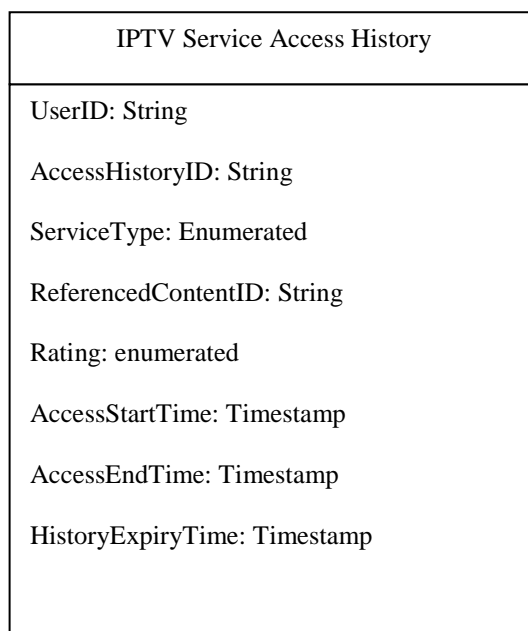 IPTV Service Access History
UserID: String
AccessHistoryID: String
ServiceType: Enumerated
ReferencedContentID: String
Rating: enumerated
AccessStartTime: Timestamp
AccessEndTime: Timestamp
HistoryExpiryTime: Timestamp